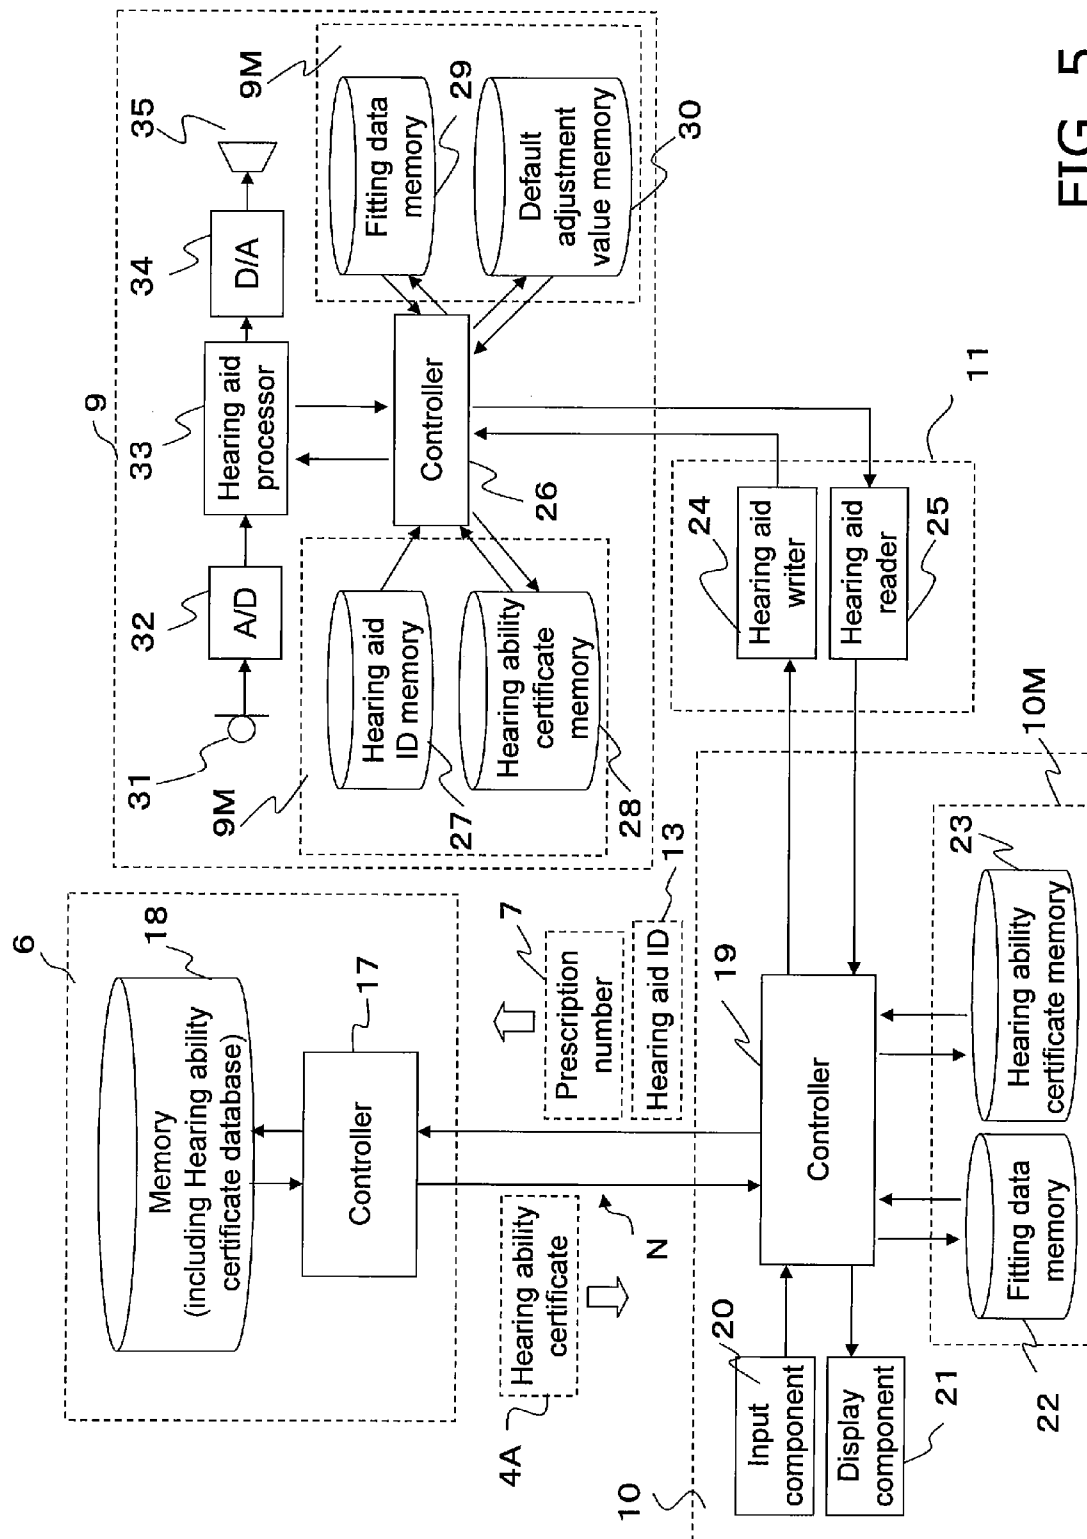 6
18
Memory
(including Hearing ability
certificate database)
17
Controller
4A
Hearing ability
certificate
N
7
Prescription
number
13
Hearing aid ID
10
20
Input
component
Display
component
21
19
Controller
22
Fitting data
memory
23
Hearing ability
certificate memory
10M
9
31
32
A/D
33
Hearing aid
processor
34
D/A
35
9M
Hearing aid
ID memory
27
Hearing ability
certificate
memory
28
Controller
26
9M
Fitting data
memory
29
Default
adjustment
value memory
30
11
24
Hearing aid
writer
Hearing aid
reader
25
FIG. 5